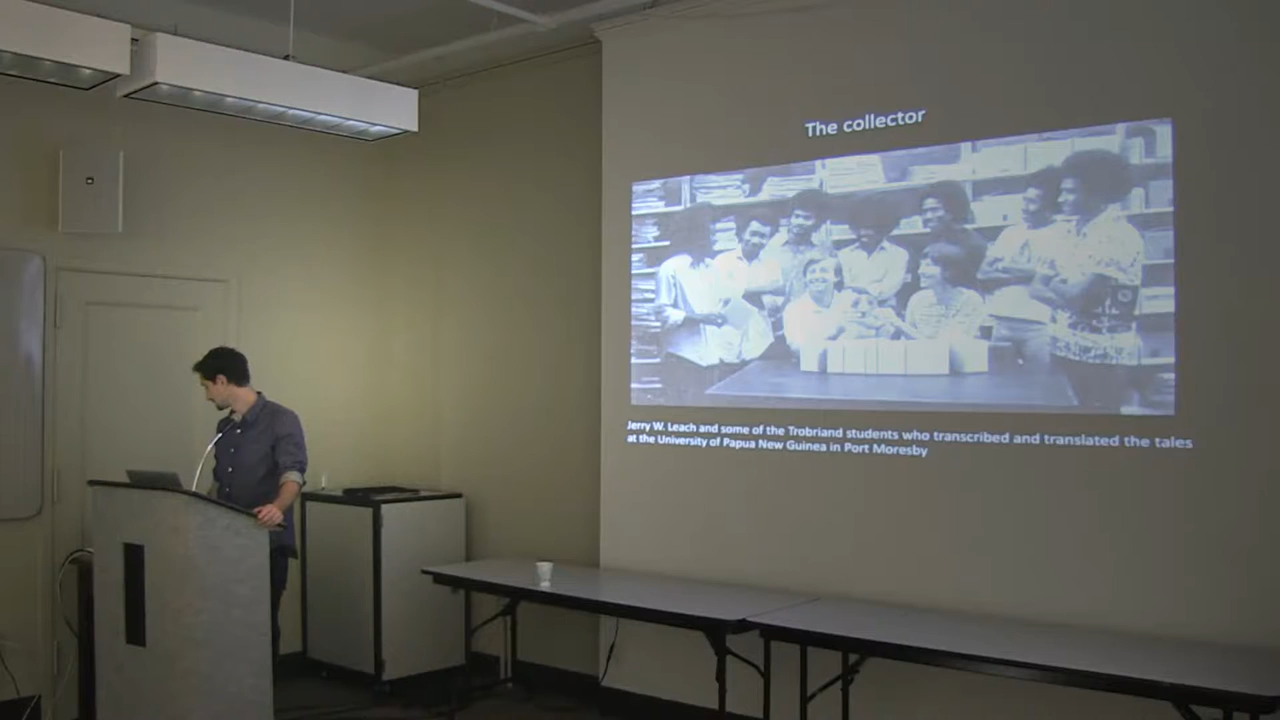 The collector
Jerry W. Leach and some of the Trobriand students who transcribed and translated the tales
at the University of Papua New Guinea in Port Moresby